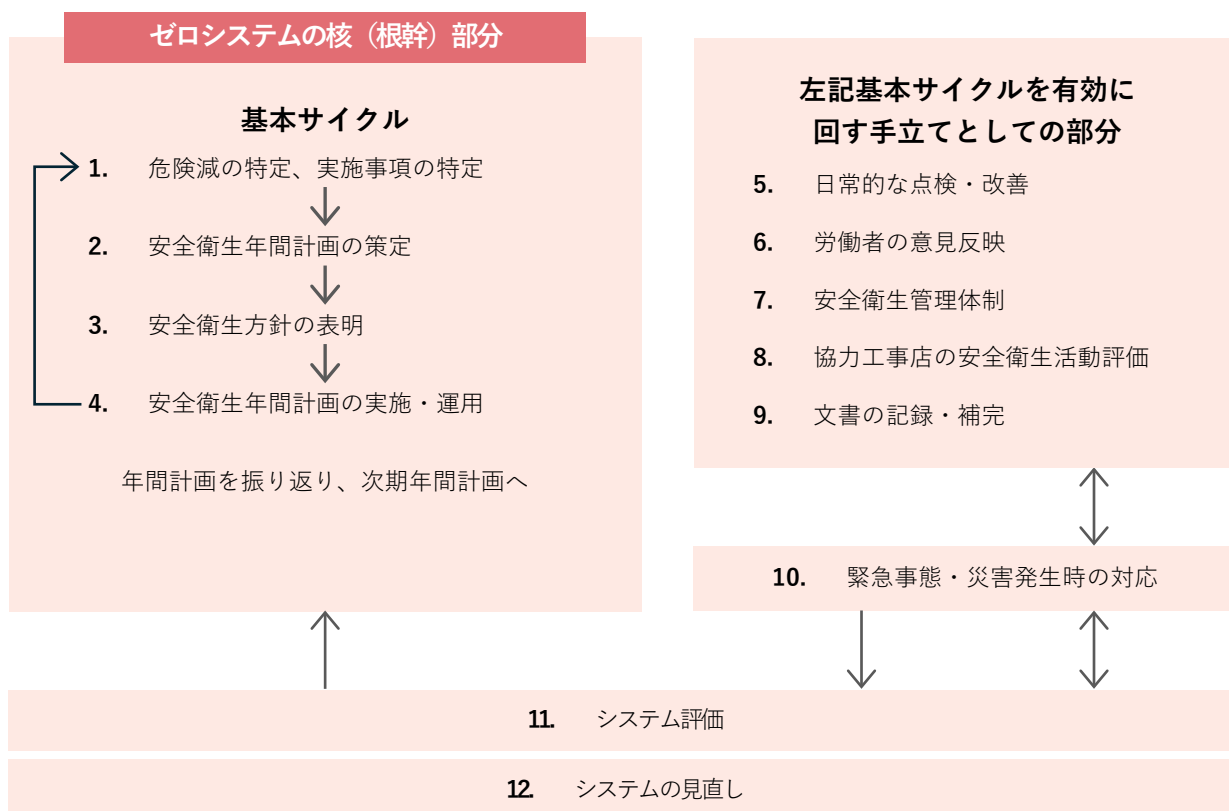 ゼロシステムの核（根幹）部分
基本サイクル
1. 危険減の特定、実施事項の特定
2. 安全衛生年間計画の策定
3. 安全衛生方針の表明
4. 安全衛生年間計画の実施・運用
年間計画を振り返り、次期年間計画へ
左記基本サイクルを有効に
回す手立てとしての部分
5. 日常的な点検・改善
6. 労働者の意見反映
7. 安全衛生管理体制
8. 協力工事店の安全衛生活動評価
9. 文書の記録・補完
10. 緊急事態・災害発生時の対応
11. システム評価
12. システムの見直し